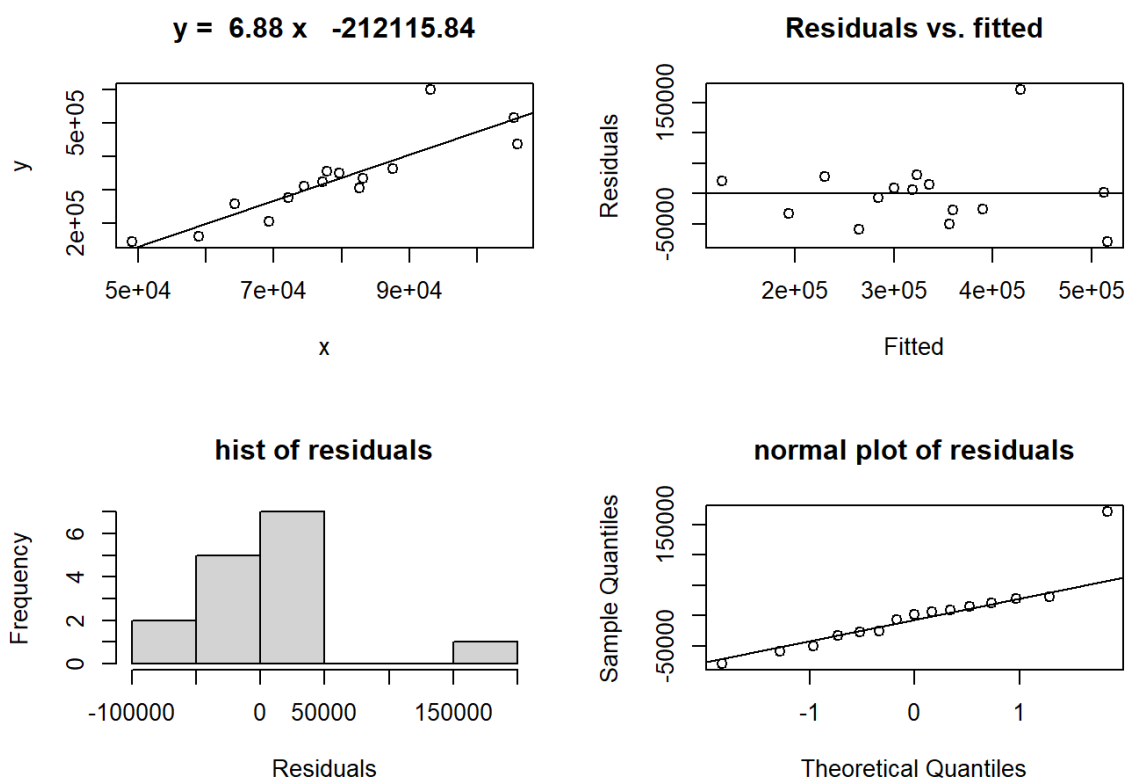 y =  6.88 x   -212115.84
y
2e+05
5e+05
5e+04
7e+04
9e+04
x
Residuals vs. fitted
Residuals
-50000
150000
2e+05
3e+05
4e+05
5e+05
Fitted
hist of residuals
Frequency
0
2
4
6
-100000
0
50000
150000
Residuals
normal plot of residuals
Sample Quantiles
-50000
150000
-1
0
1
Theoretical Quantiles